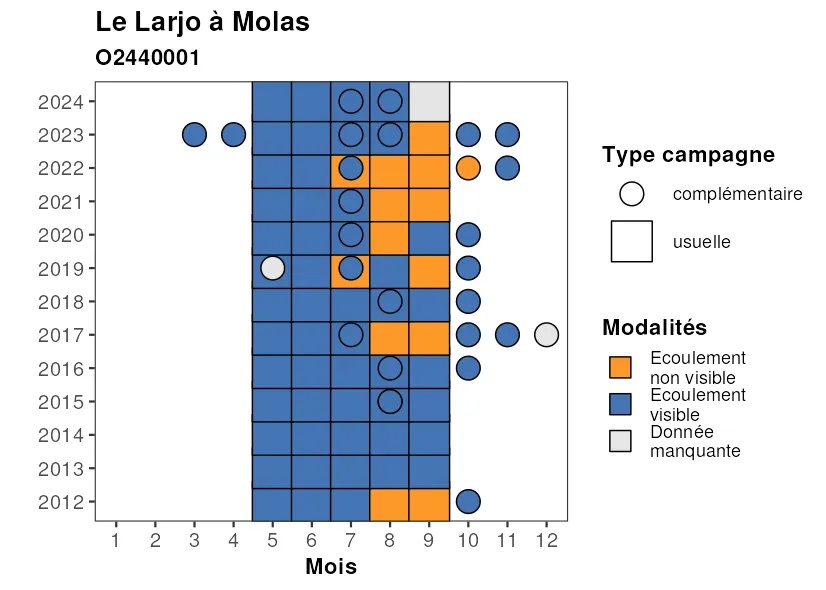 Le Larjo à Molas
O2440001
2024
2023
2022
2021
2020
2019
2018
2017
2016
2015
2014
2013
2012
1 2 3 4 5 6 7 8 9 10 11 12
Mois
Type campagne
complémentaire
usuelle
Modalités
Ecoulement
non visible
Ecoulement
visible
Donnée
manquante